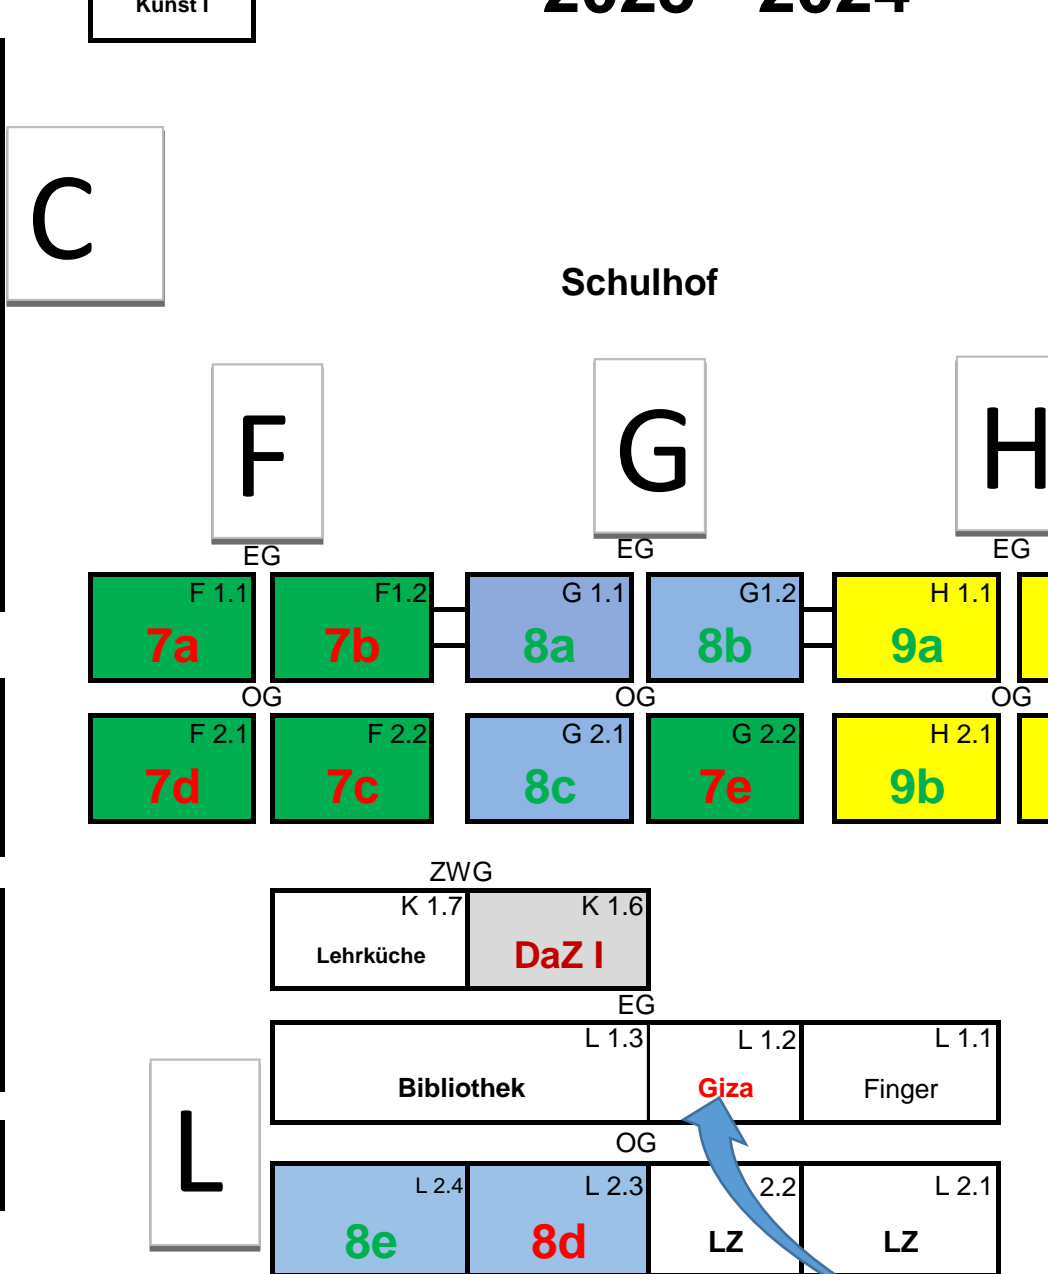 Kunst I
2023 - 2024
C
Schulhof
F
G
H
EG
EG
EG
F 1.1
F1.2
G 1.1
G1.2
H 1.1
7a
7b
8a
8b
9a
OG
OG
OG
F 2.1
F 2.2
G 2.1
G 2.2
H 2.1
7d
7c
8c
7e
9b
ZWG
K 1.7
K 1.6
Lehrküche
DaZ I
EG
L 1.3
L 1.2
L 1.1
Bibliothek
Giza
Finger
L
OG
L 2.4
L 2.3
2.2
L 2.1
8e
8d
LZ
LZ